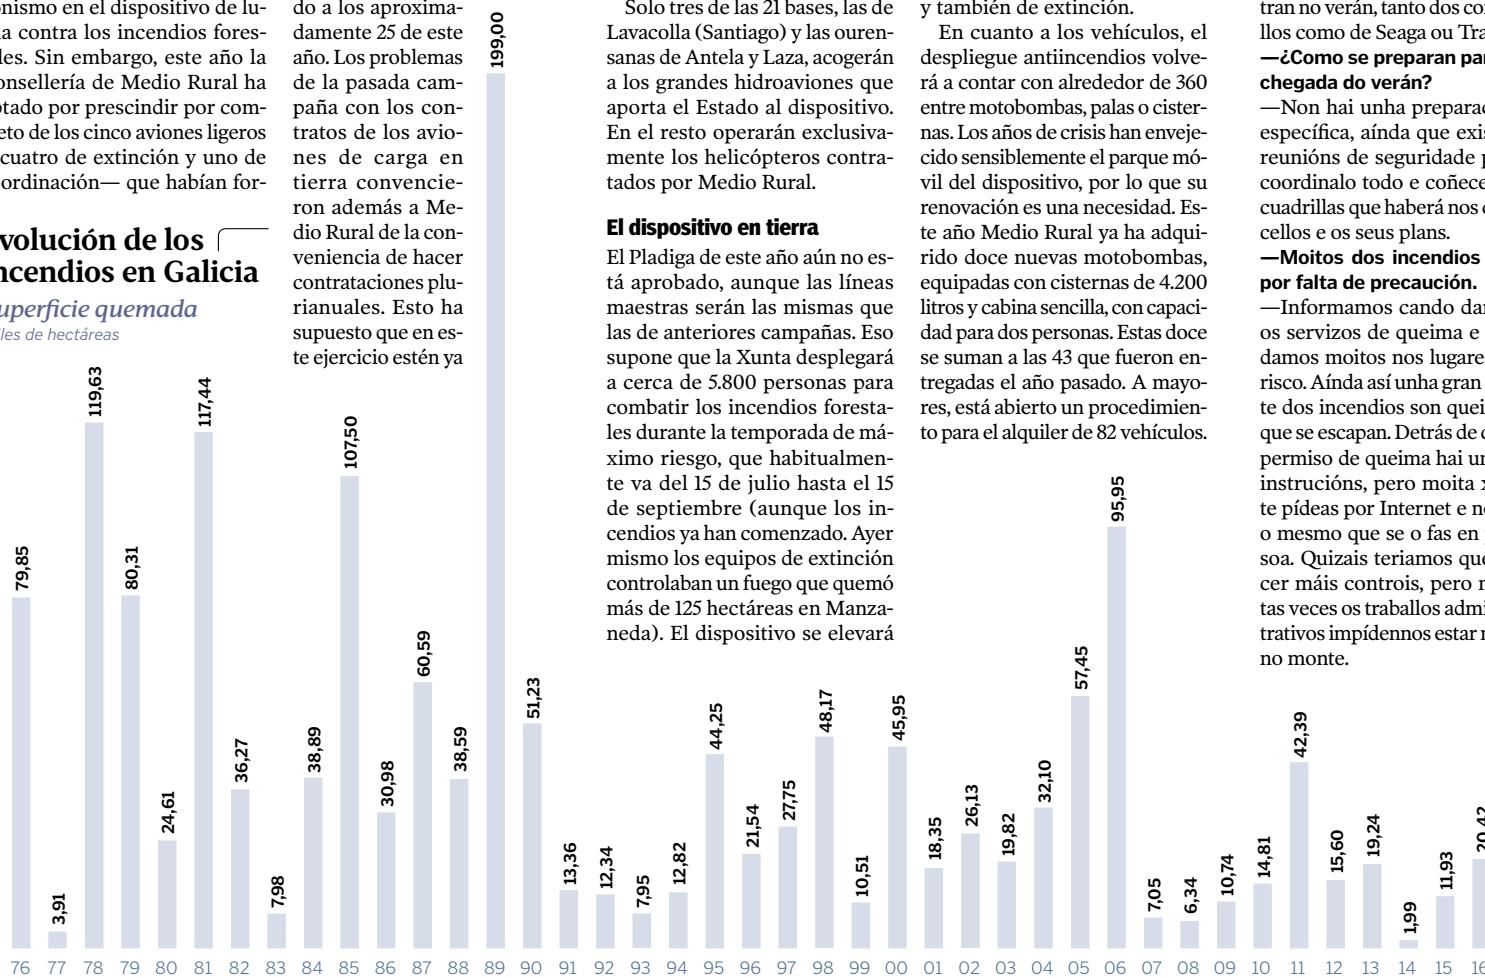 onismo en el dispositivo de lu-
a contra los incendios fores-
les. Sin embargo, este año la
onsellería de Medio Rural ha
ptado por prescindir por com-
eto de los cinco aviones ligeros
cuatro de extinción y uno de
ordinación— que habían for-
do a los aproxima-
damente 25 de este
año. Los problemas
de la pasada cam-
paña con los con-
tratos de los avio-
nes de carga en
tierra convencie-
ron además a Me-
dio Rural de la con-
veniencia de hacer
contrataciones plu-
rianuales. Esto ha
supuesto que en es-
te ejercicio estén ya
Solo tres de las 21 bases, las de
Lavacolla (Santiago) y las ouren-
sanas de Antela y Laza, acogerán
a los grandes hidroaviones que
aporta el Estado al dispositivo.
En el resto operarán exclusiva-
mente los helicópteros contra-
tados por Medio Rural.
El dispositivo en tierra
El Pladiga de este año aún no es-
tá aprobado, aunque las líneas
maestras serán las mismas que
las de anteriores campañas. Eso
supone que la Xunta desplegará
a cerca de 5.800 personas para
combatir los incendios foresta-
les durante la temporada de má-
ximo riesgo, que habitualmen-
te va del 15 de julio hasta el 15
de septiembre (aunque los in-
cendios ya han comenzado. Ayer
mismo los equipos de extinción
controlaban un fuego que quemó
más de 125 hectáreas en Manza-
neda). El dispositivo se elevará
y también de extinción.
En cuanto a los vehículos, el
despliegue antiincendios volve-
rá a contar con alrededor de 360
entre motobombas, palas o cister-
nas. Los años de crisis han enveje-
cido sensiblemente el parque mó-
vil del dispositivo, por lo que su
renovación es una necesidad. Es-
te año Medio Rural ya ha adqui-
rido doce nuevas motobombas,
equipadas con cisternas de 4.200
litros y cabina sencilla, con capaci-
dad para dos personas. Estas doce
se suman a las 43 que fueron en-
tregadas el año pasado. A mayo-
res, está abierto un procedimien-
to para el alquiler de 82 vehículos.
tran no verán, tanto dos co
llos como de Seaga ou Tra
—¿Como se preparan pa
chegada do verán?
—Non hai unha preparac
específica, aínda que exis
reunións de seguridade p
coordinalo todo e coñece
cuadrillas que haberá nos c
cellos e os seus plans.
—Moitos dos incendios
por falta de precaución.
—Informamos cando da
os servizos de queima e
damos moitos nos lugare
risco. Aínda así unha gran
te dos incendios son quei
que se escapan. Detrás de c
permiso de queima hai un
instrucións, pero moita x
te pídeas por Internet e n
o mesmo que se o fas en p
soa. Quizais teriamos que
cer máis controis, pero
tas veces os traballos admi
trativos impídennos estar
no monte.
volución de los
ncendios en Galicia
uperficie quemada
les de hectáreas
79,85
3,91
119,63
80,31
24,61
117,44
36,27
7,98
38,89
107,50
30,98
60,59
38,59
199,00
51,23
13,36
12,34
7,95
12,82
44,25
21,54
27,75
48,17
10,51
45,95
18,35
26,13
19,82
32,10
57,45
95,95
7,05
6,34
10,74
14,81
42,39
15,60
19,24
1,99
11,93
20,42
76 77 78 79 80 81 82 83 84 85 86 87 88 89 90 91 92 93 94 95 96 97 98 99 00 01 02 03 04 05 06 07 08 09 10 11 12 13 14 15 16